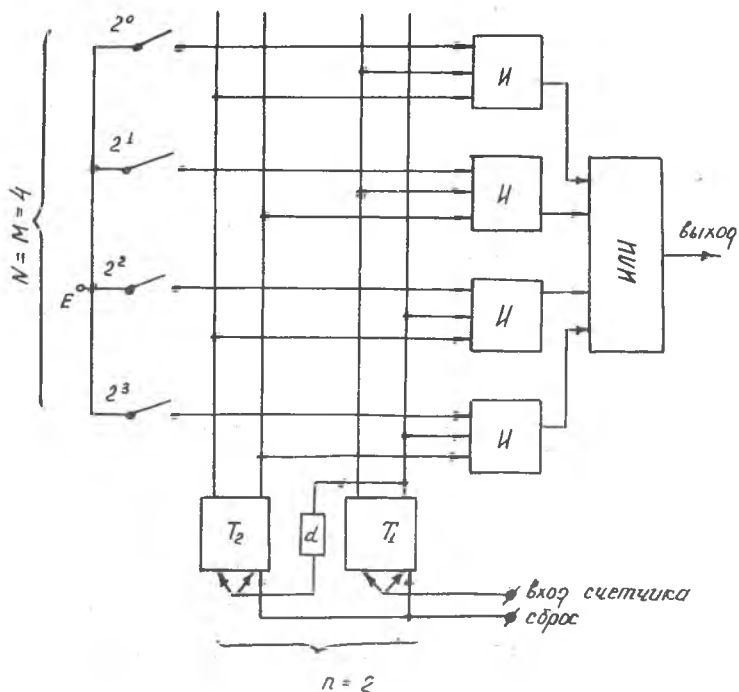 2⁰
И
2¹
И
N = M = 4
ИЛИ
выход
E
2²
И
2³
И
T₂
d
T₁
вход счетчика
сброс
n = 2